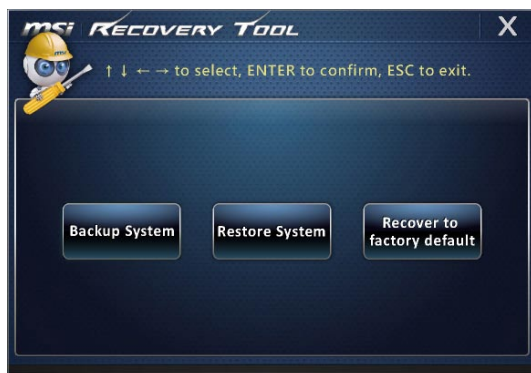 msi RECOVERY TOOL X
↑ ↓ ← → to select, ENTER to confirm, ESC to exit.
Backup System
Restore System
Recover to
factory default